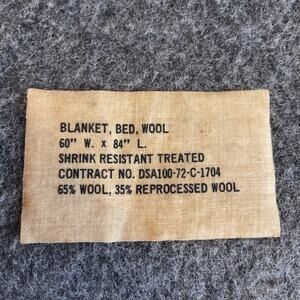 BLANKET, BED, WOOL
60" W. x 84" L.
SHRINK RESISTANT TREATED
CONTRACT NO. DSA100-72-C-1704
65% WOOL, 35% REPROCESSED WOOL